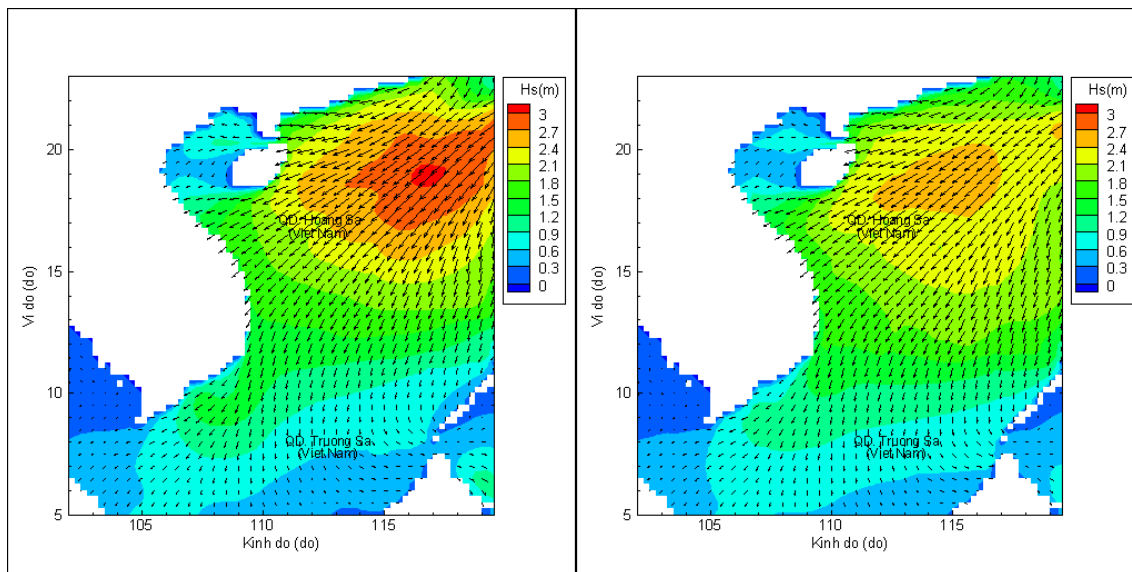 Hs(m)
3
2.7
2.4
2.1
1.8
1.5
1.2
0.9
0.6
0.3
0
20
15
10
5
Vi do (do)
QD. Hoang Sa
(Viet Nam)
QD. Truong Sa
(Viet Nam)
105
110
115
Kinh do (do)
Hs(m)
3
2.7
2.4
2.1
1.8
1.5
1.2
0.9
0.6
0.3
0
20
15
10
5
Vi do (do)
QD. Hoang Sa
(Viet Nam)
QD. Truong Sa
(Viet Nam)
105
110
115
Kinh do (do)